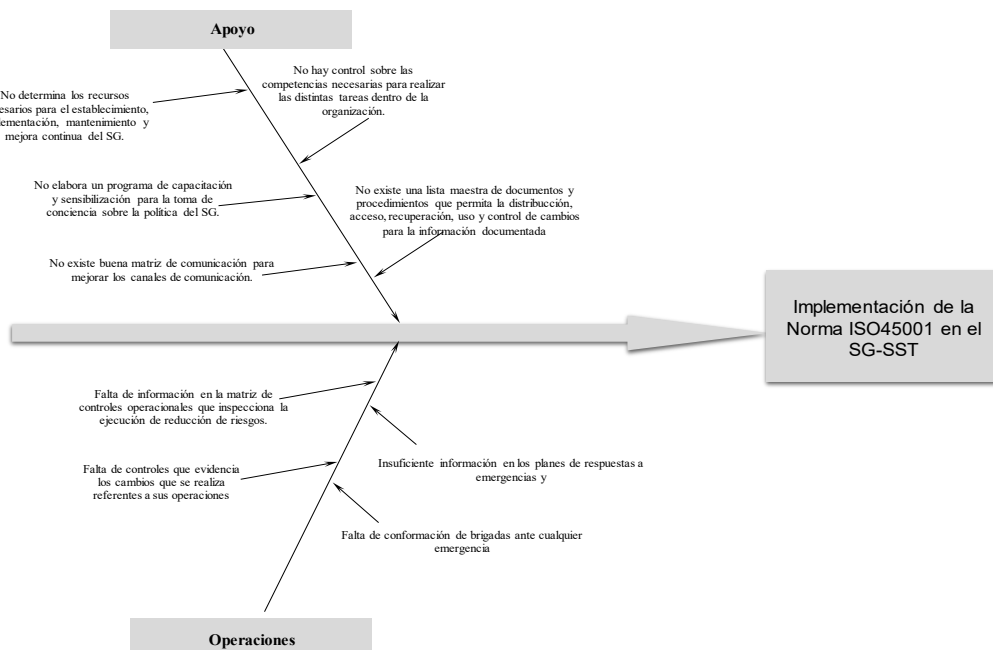 Apoyo
No hay control sobre las
competencias necesarias para realizar
las distintas tareas dentro de la
organización.
No determina los recursos
esarios para el establecimiento,
lementación, mantenimiento y
mejora continua del SG.
No elabora un programa de capacitación
y sensibilización para la toma de
conciencia sobre la política del SG.
No existe una lista maestra de documentos y
procedimientos que permita la distribucción,
acceso, recuperación, uso y control de cambios
para la información documentada
No existe buena matriz de comunicación para
mejorar los canales de comunicación.
Implementación de la
Norma ISO45001 en el
SG-SST
Falta de información en la matriz de
controles operacionales que inspecciona la
ejecución de reducción de riesgos.
Insuficiente información en los planes de respuestas a
emergencias y
Falta de controles que evidencia
los cambios que se realiza
referentes a sus operaciones
Falta de conformación de brigadas ante cualquier
emergencia
Operaciones